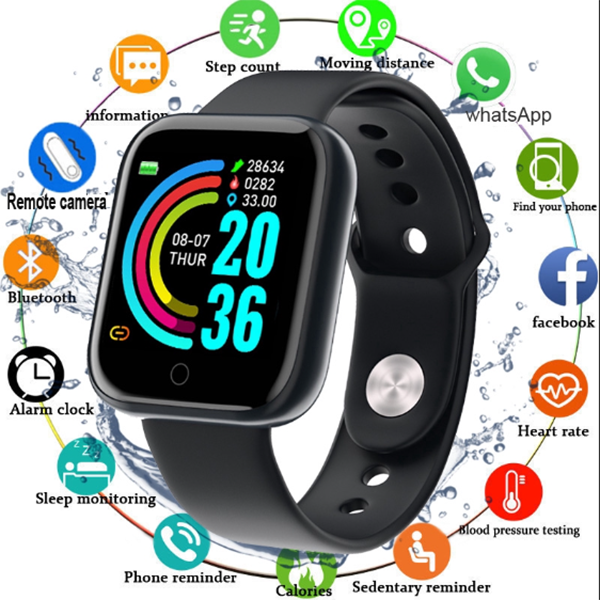 Step count
Moving distance
information
whatsApp
Remote camera
Find your phone
28634
0282
33.00
08-07
THUR
20
36
Bluetooth
facebook
Alarm clock
Heart rate
Sleep monitoring
Blood pressure testing
Phone reminder
Calories
Sedentary reminder